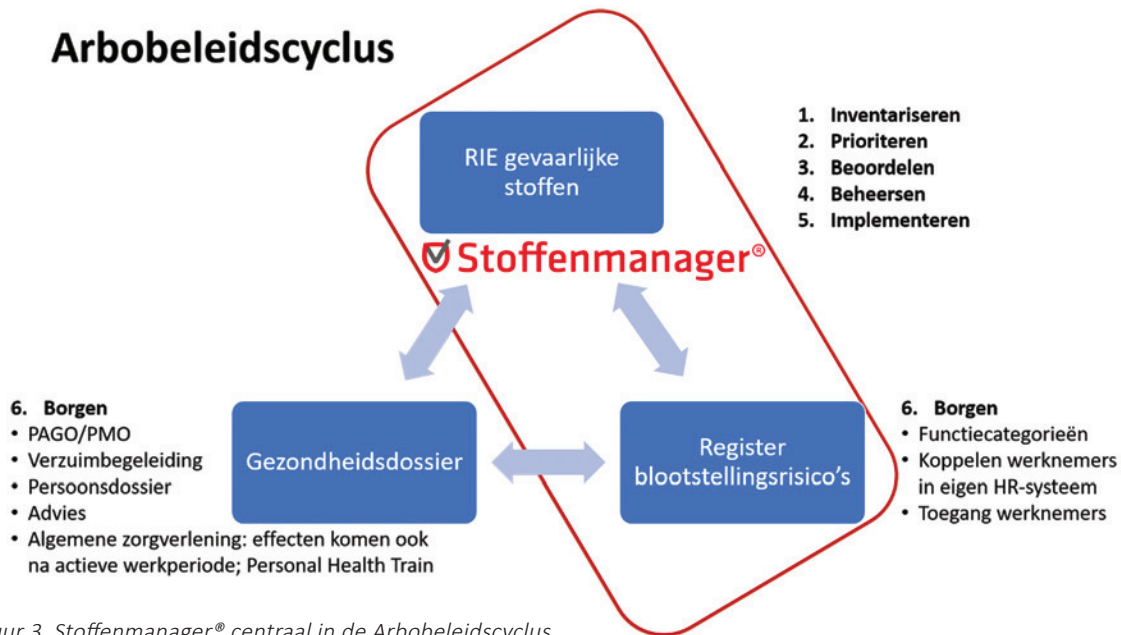 Arbobeleidscyclus
RIE gevaarlijke
stoffen
Stoffenmanager®
1. Inventariseren
2. Prioriteren
3. Beoordelen
4. Beheersen
5. Implementeren
6. Borgen
• PAGO/PMO
• Verzuimbegeleiding
• Persoonsdossier
• Advies
• Algemene zorgverlening: effecten komen ook
na actieve werkperiode; Personal Health Train
Gezondheidsdossier
Register
blootstellingsrisico's
6. Borgen
• Functiecategorieën
• Koppelen werknemers
in eigen HR-systeem
• Toegang werknemers
3. Stoffenmanager® centraal in de Arbobeleidscyclus